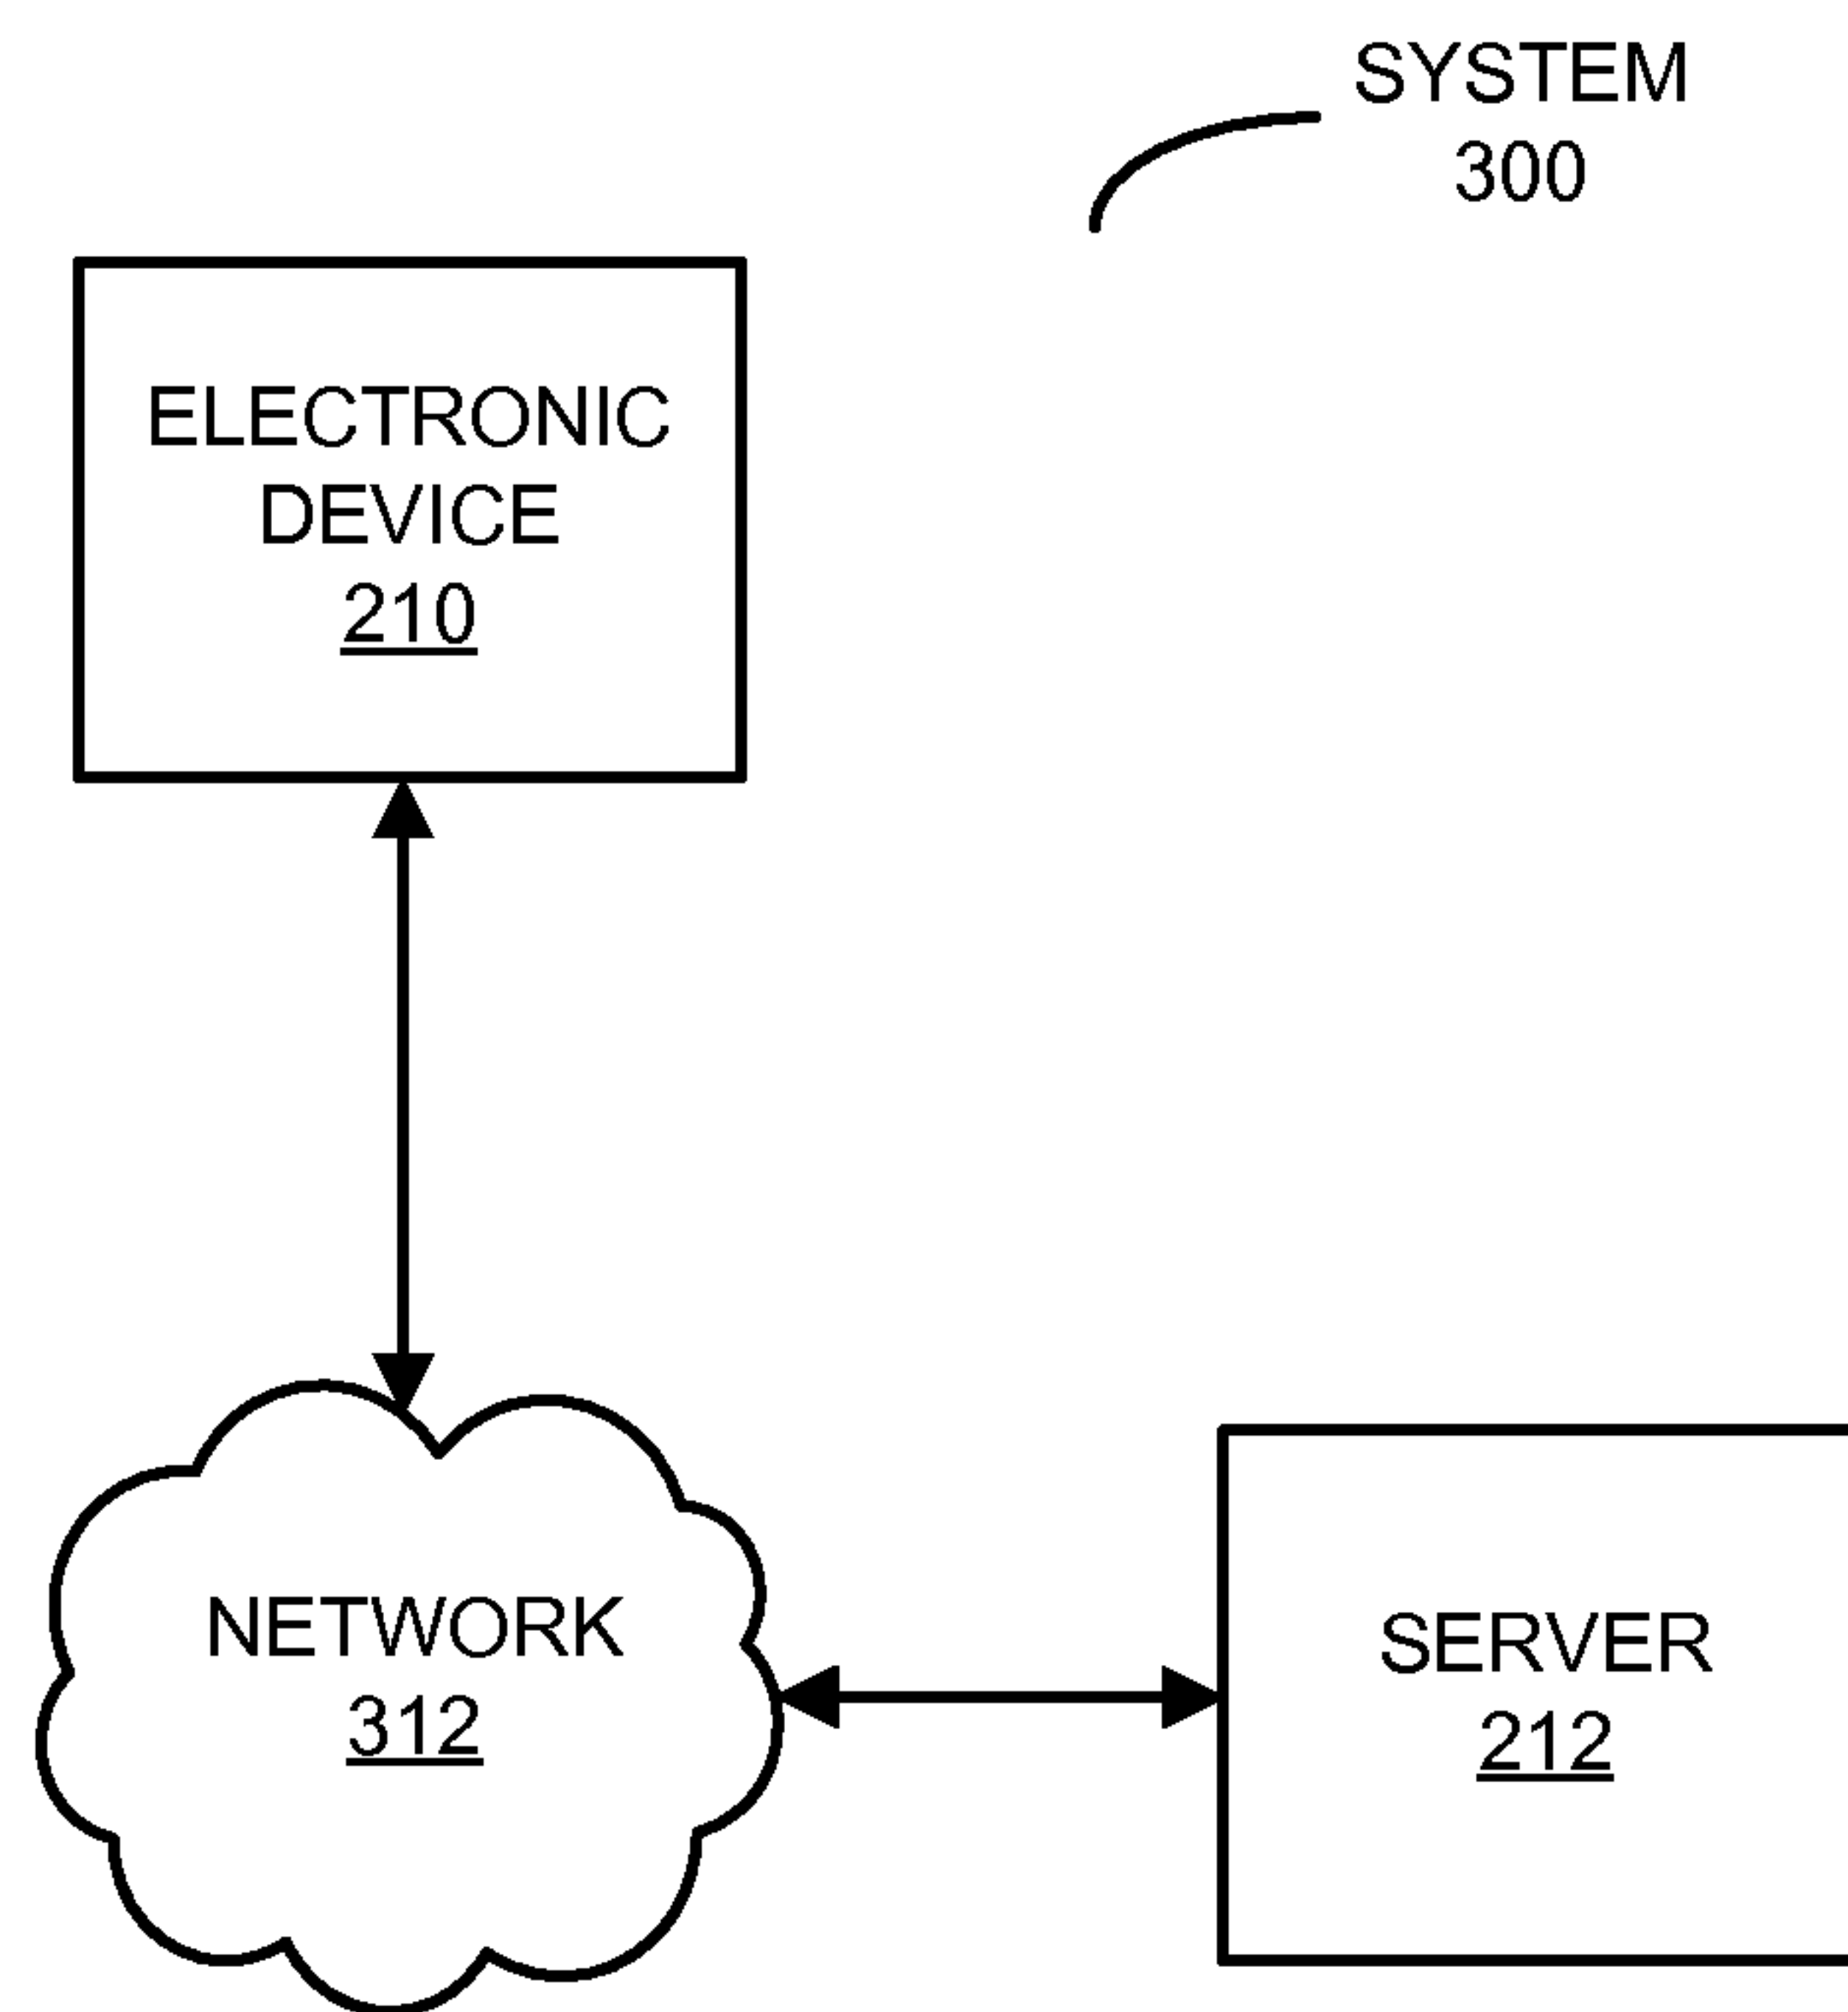 SYSTEM
300
ELECTRONIC
DEVICE
210
NETWORK
312
SERVER
212